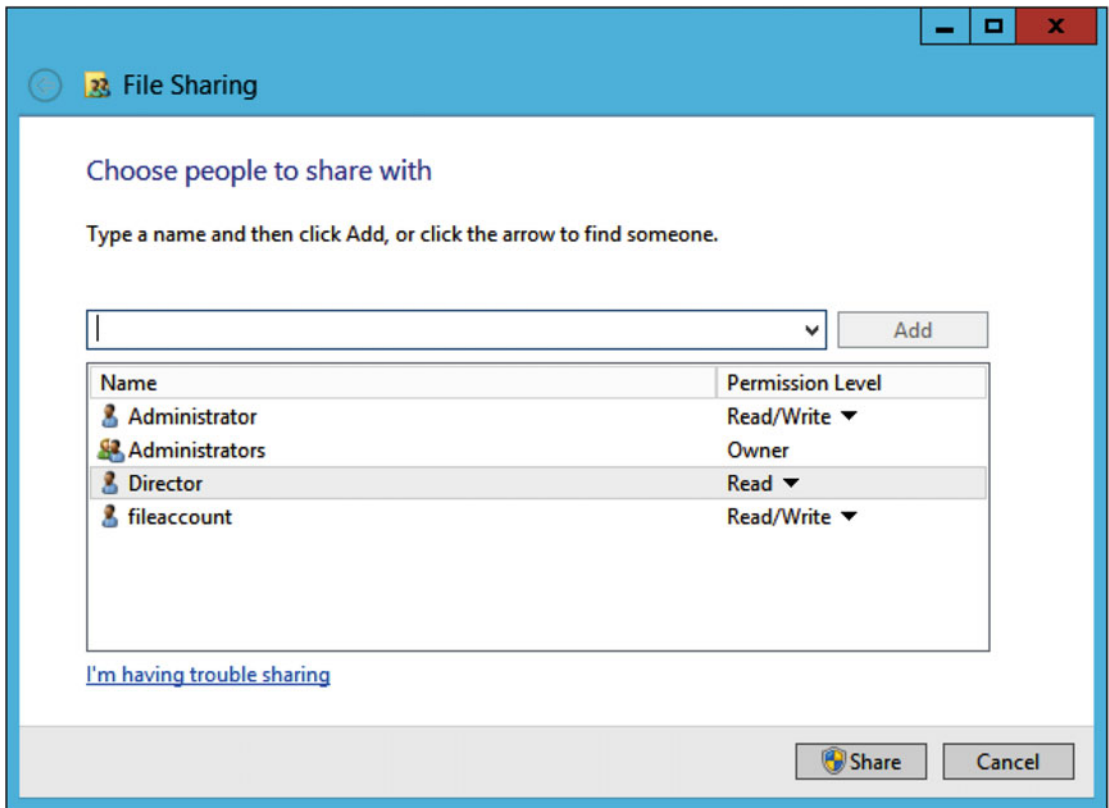 File Sharing
Choose people to share with
Type a name and then click Add, or click the arrow to find someone.
Add
Name Permission Level
Administrator Read/Write
Administrators Owner
Director Read
fileaccount Read/Write
I'm having trouble sharing
Share Cancel